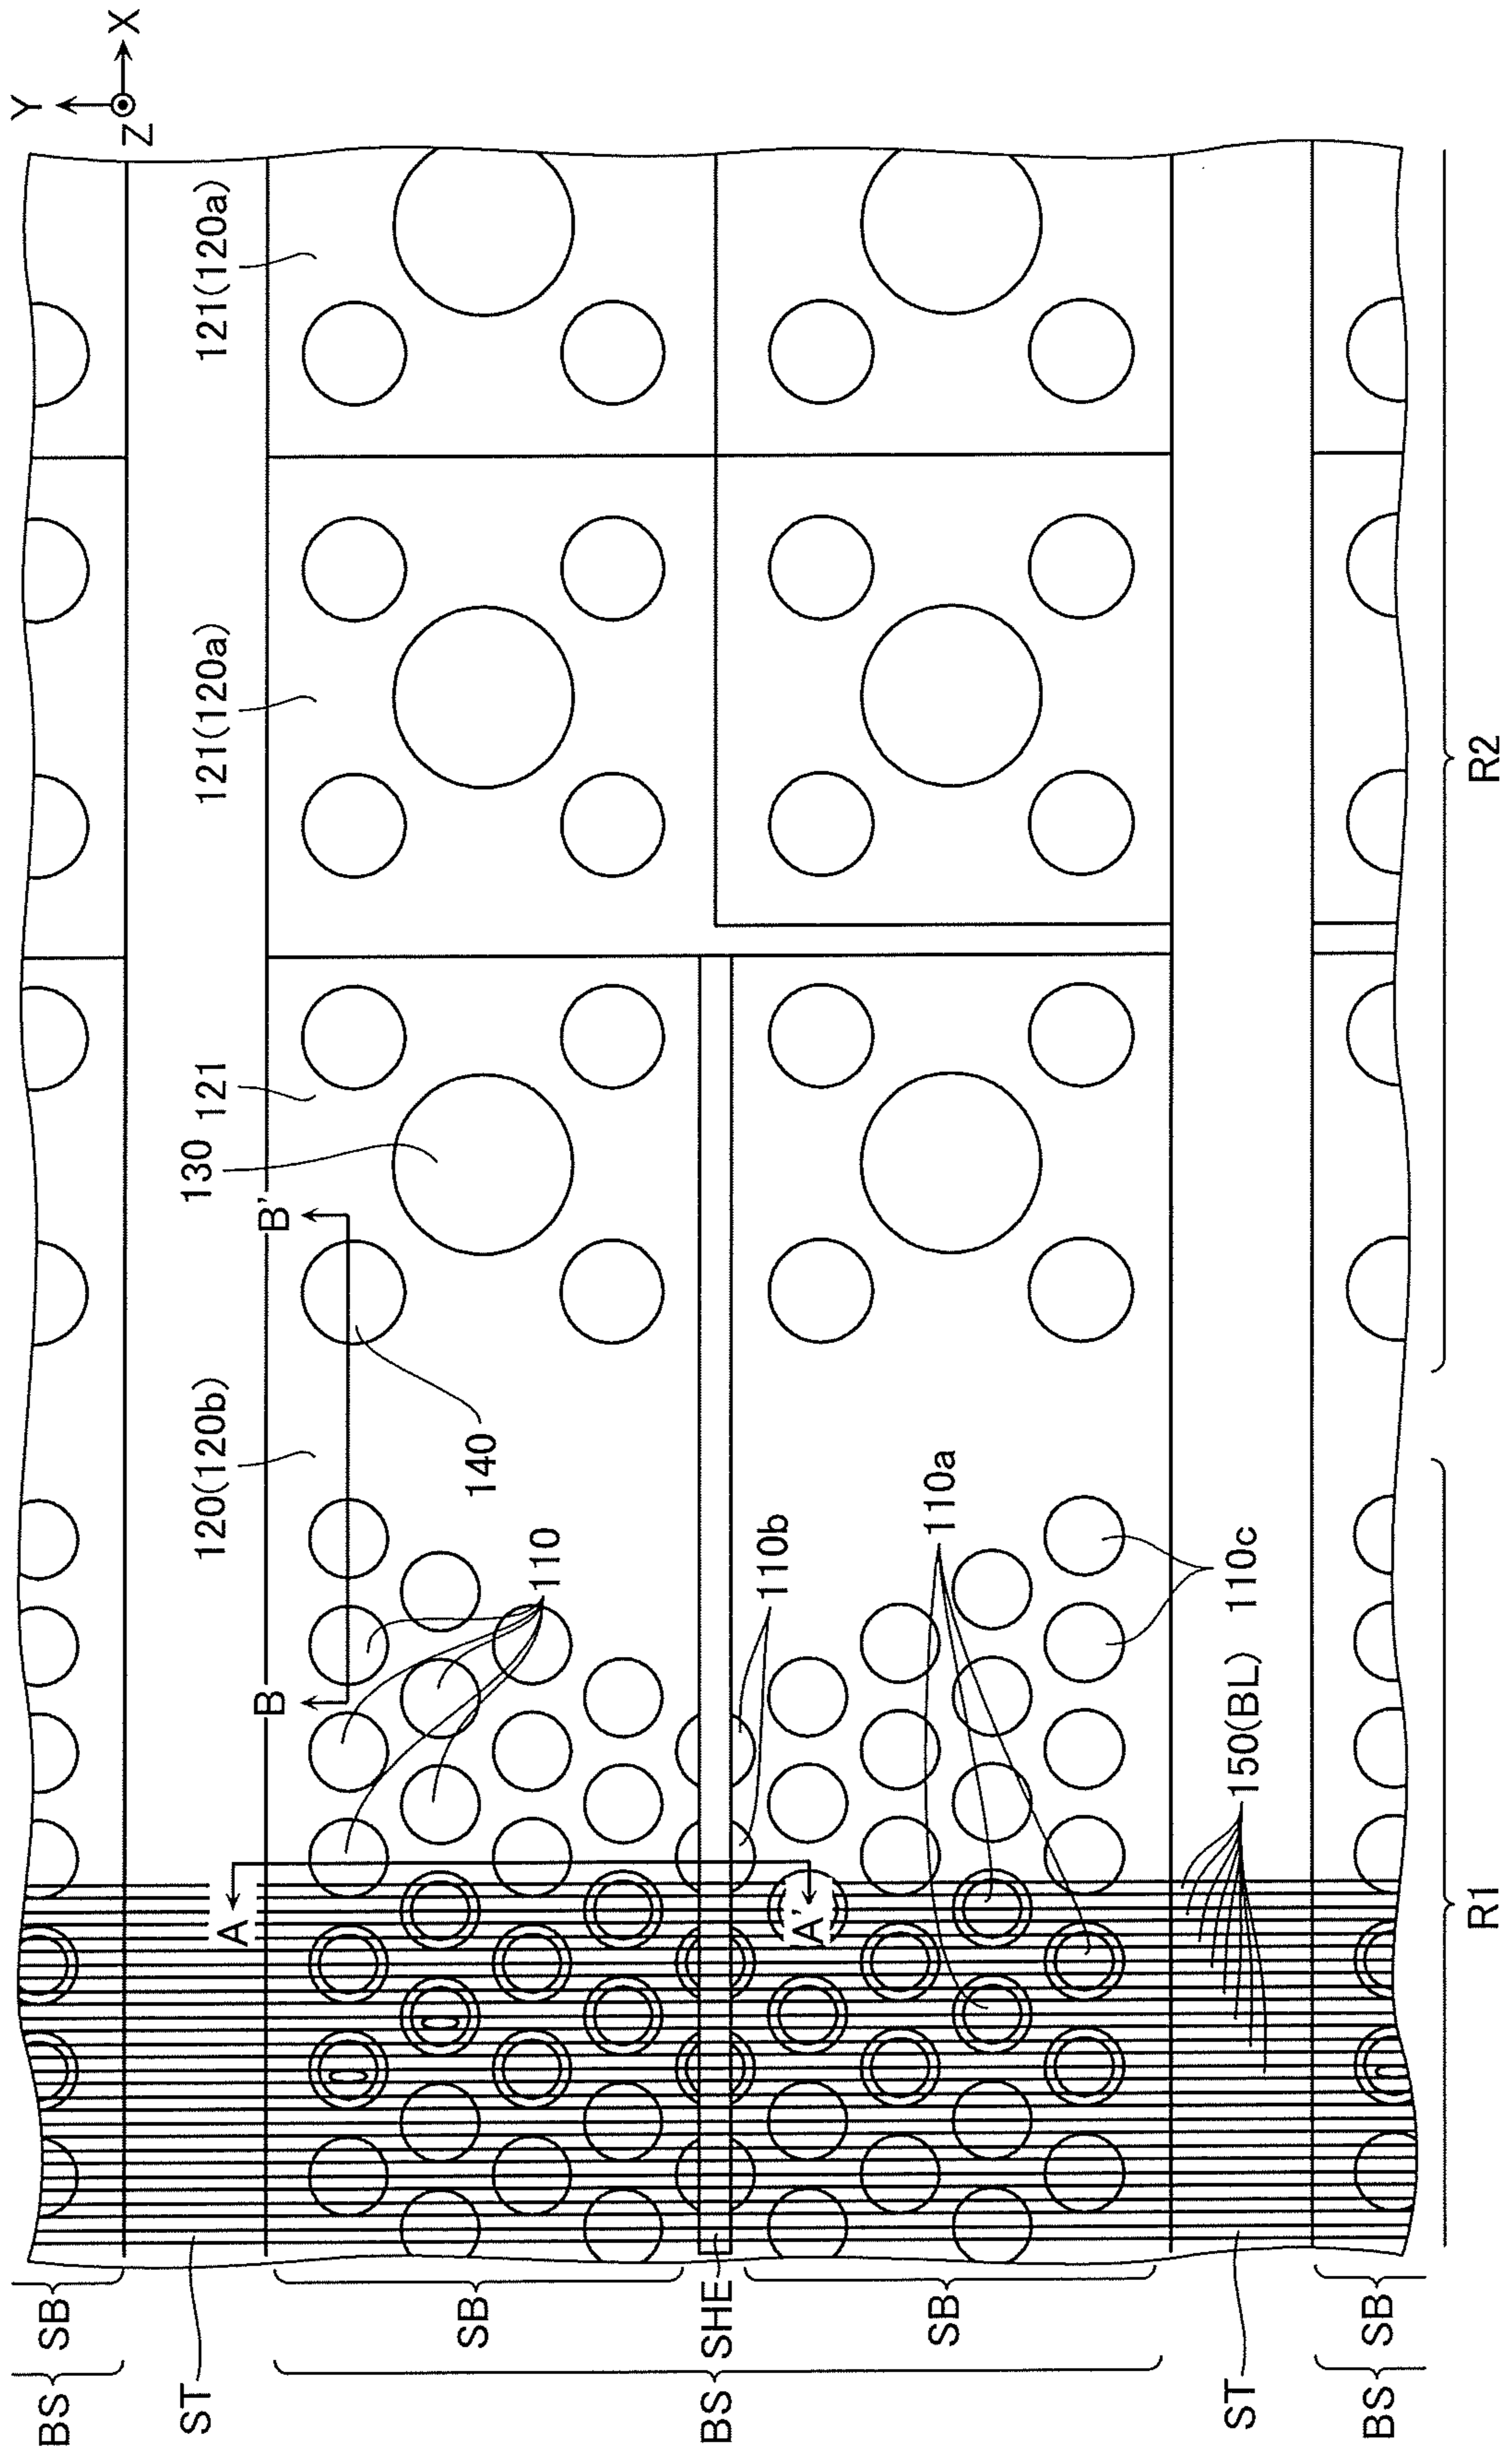 BS SB
Y
Z X
ST
120(120b)
130
121
121(120a)
121(120a)
A
B
B'
SB
140
110
BS SHE
110b
A'
SB
110a
ST
150(BL)
110c
BS SB
R1
R2